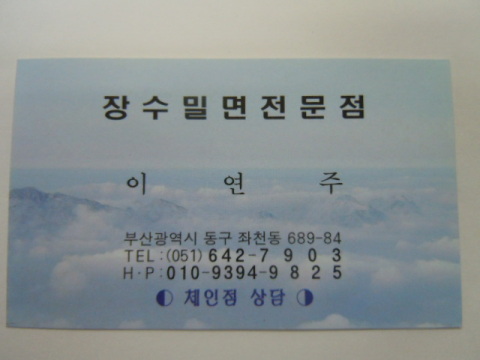 장수밀면전문점
이 연 주
부산광역시 동구 좌천동 689-84
TEL:(051) 642-7903
H·P:010-9394-9825
체인점 상담